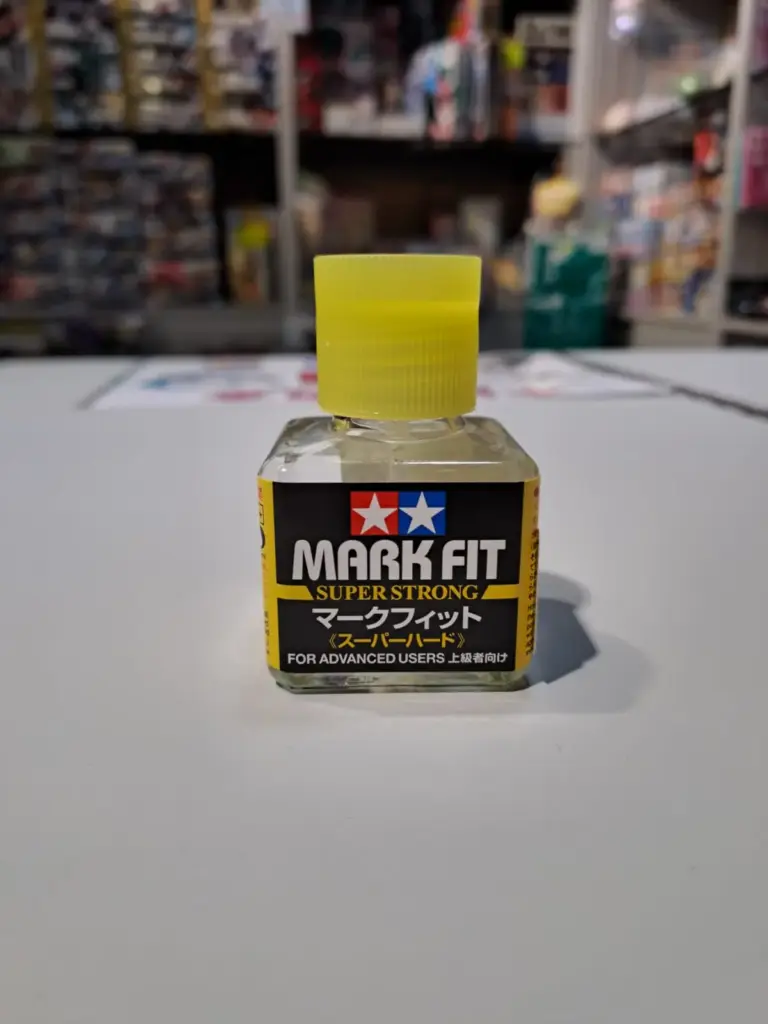 MARK FIT
SUPER STRONG
マークフィット
《スーパーハード》
FOR ADVANCED USERS 上級者向け